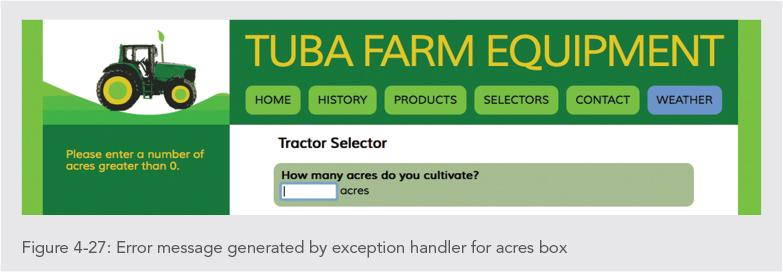 TUBA FARM EQUIPMENT
HOME HISTORY PRODUCTS SELECTORS CONTACT WEATHER
Please enter a number of
acres greater than 0.
Tractor Selector
How many acres do you cultivate?
acres
Figure 4-27: Error message generated by exception handler for acres box